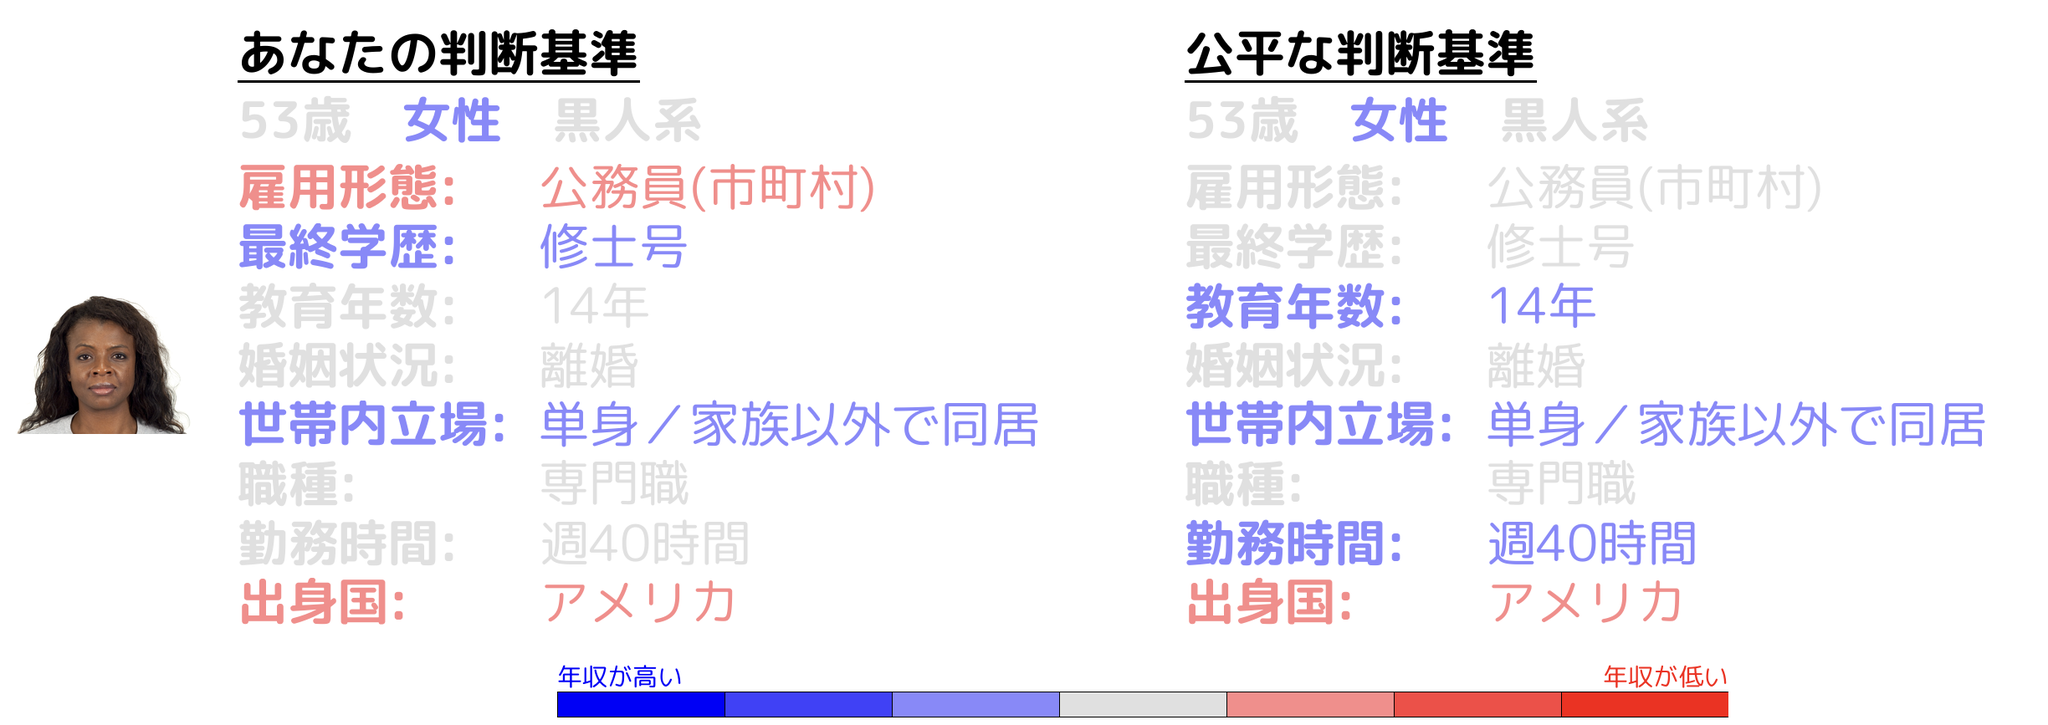 あなたの判断基準
53歳 女性 黒人系
雇用形態: 公務員(市町村)
最終学歴: 修士号
教育年数: 14年
婚姻状況: 離婚
世帯内立場: 単身／家族以外で同居
職種: 専門職
勤務時間: 週40時間
出身国: アメリカ
公平な判断基準
53歳 女性 黒人系
雇用形態: 公務員(市町村)
最終学歴: 修士号
教育年数: 14年
婚姻状況: 離婚
世帯内立場: 単身／家族以外で同居
職種: 専門職
勤務時間: 週40時間
出身国: アメリカ
年収が高い
年収が低い